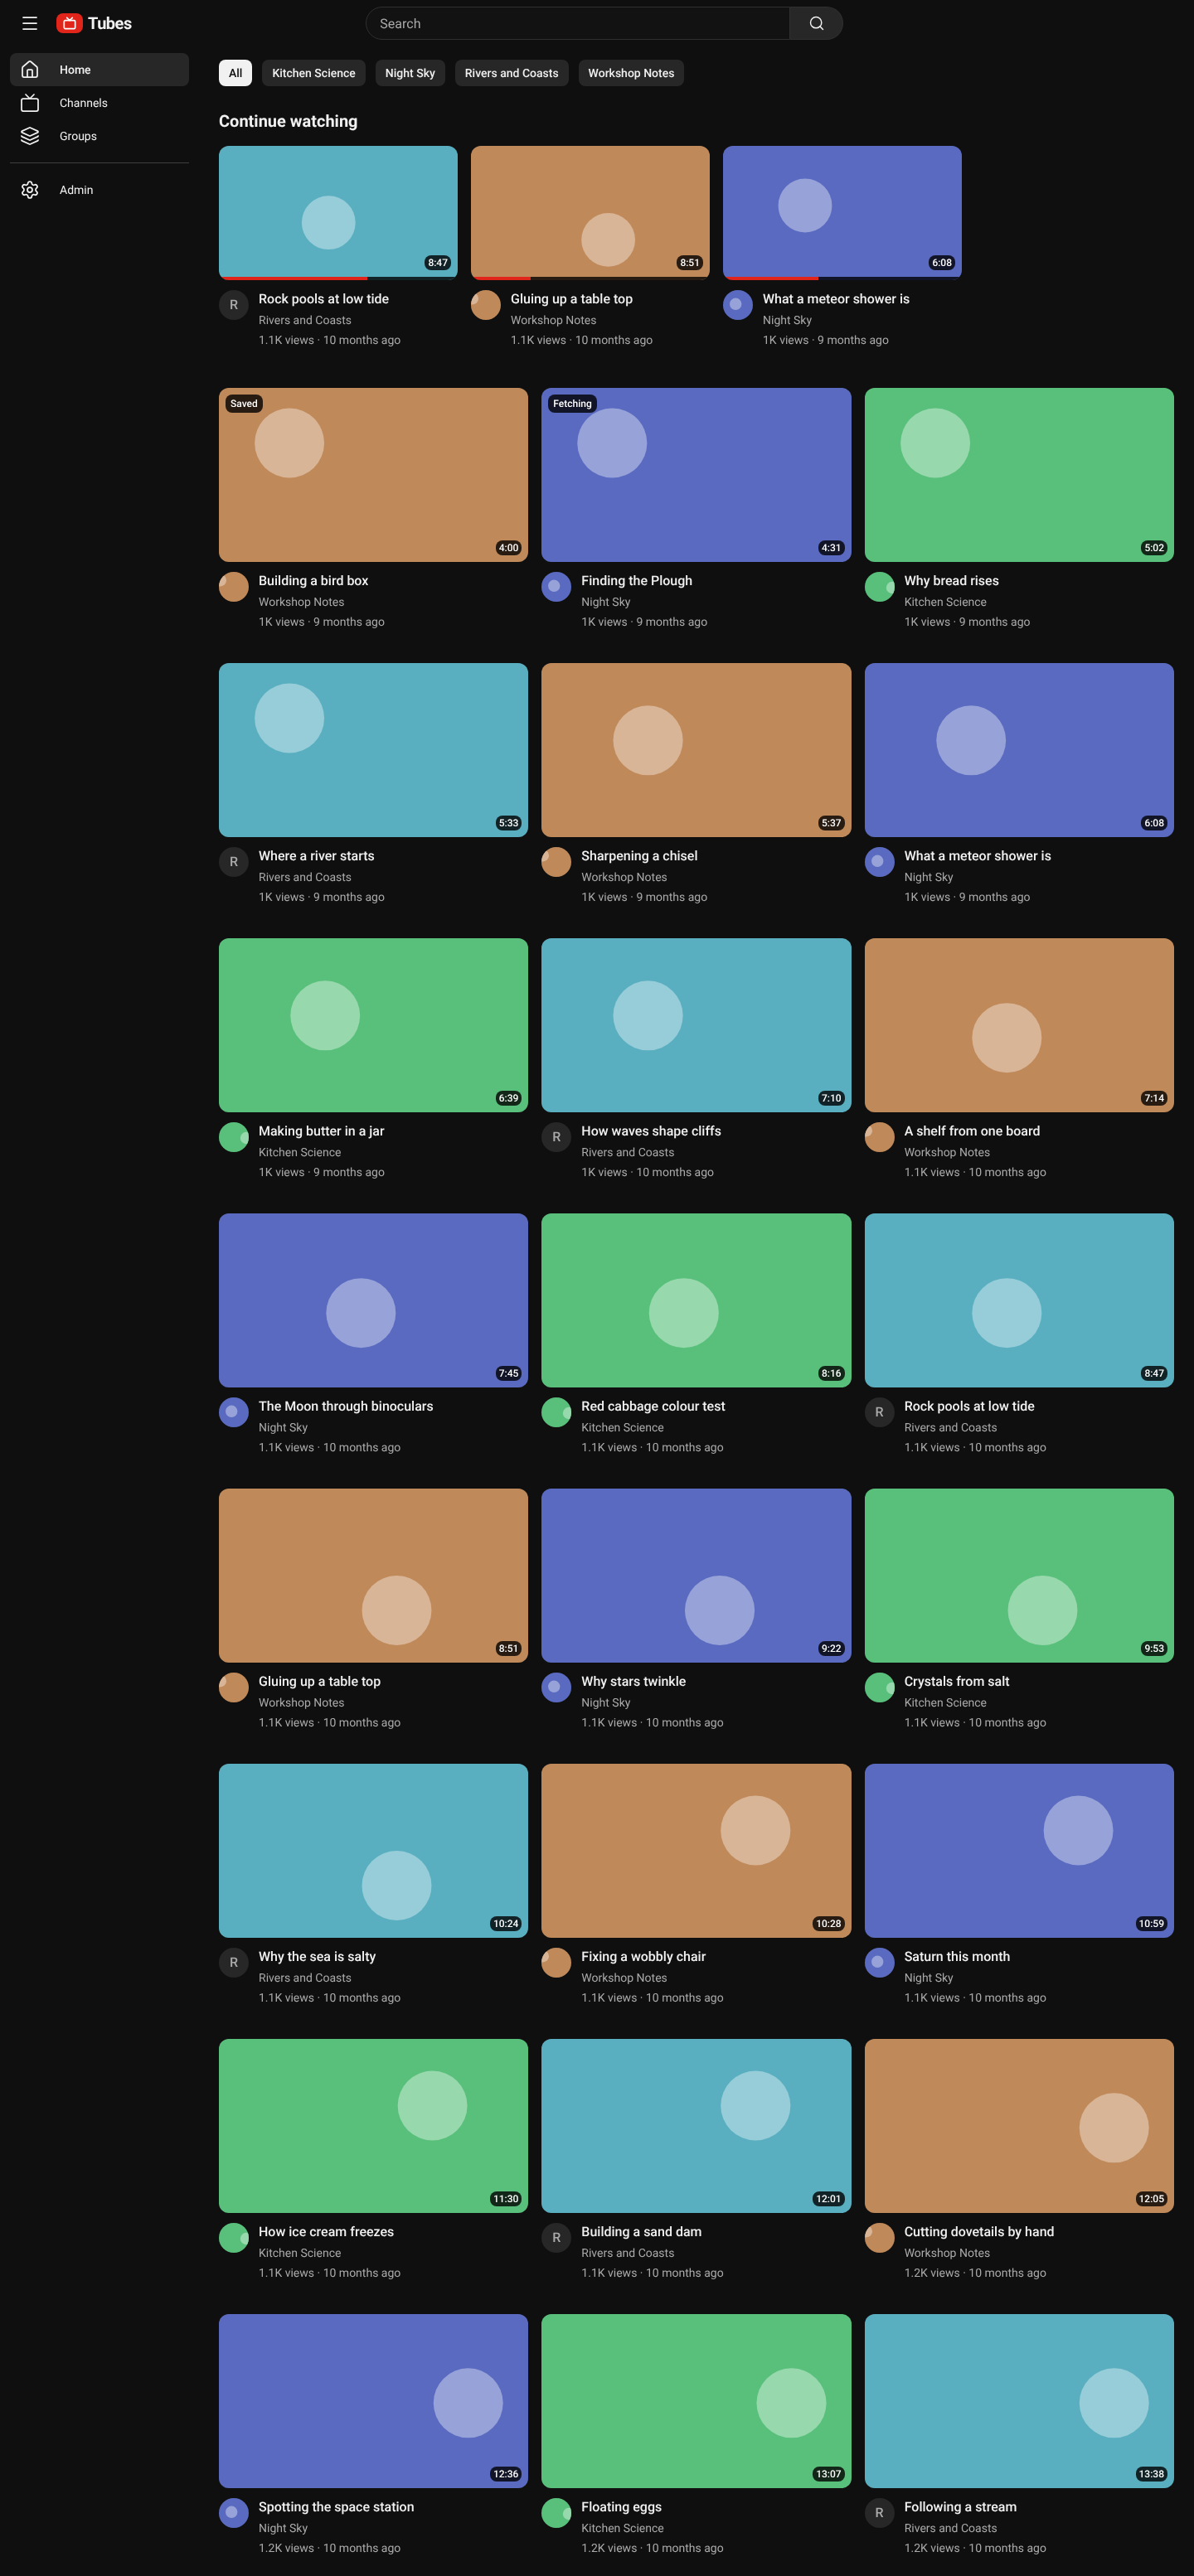 Tubes
Search
Home
Channels
Groups
Admin
All
Kitchen Science
Night Sky
Rivers and Coasts
Workshop Notes
Continue watching
8:47
R
Rock pools at low tide
Rivers and Coasts
1.1K views · 10 months ago
8:51
Gluing up a table top
Workshop Notes
1.1K views · 10 months ago
6:08
What a meteor shower is
Night Sky
1K views · 9 months ago
Saved
4:00
Building a bird box
Workshop Notes
1K views · 9 months ago
Fetching
4:31
Finding the Plough
Night Sky
1K views · 9 months ago
5:02
Why bread rises
Kitchen Science
1K views · 9 months ago
5:33
R
Where a river starts
Rivers and Coasts
1K views · 9 months ago
5:37
Sharpening a chisel
Workshop Notes
1K views · 9 months ago
6:08
What a meteor shower is
Night Sky
1K views · 9 months ago
6:39
Making butter in a jar
Kitchen Science
1K views · 9 months ago
7:10
R
How waves shape cliffs
Rivers and Coasts
1K views · 10 months ago
7:14
A shelf from one board
Workshop Notes
1.1K views · 10 months ago
7:45
The Moon through binoculars
Night Sky
1.1K views · 10 months ago
8:16
Red cabbage colour test
Kitchen Science
1.1K views · 10 months ago
8:47
R
Rock pools at low tide
Rivers and Coasts
1.1K views · 10 months ago
8:51
Gluing up a table top
Workshop Notes
1.1K views · 10 months ago
9:22
Why stars twinkle
Night Sky
1.1K views · 10 months ago
9:53
Crystals from salt
Kitchen Science
1.1K views · 10 months ago
10:24
R
Why the sea is salty
Rivers and Coasts
1.1K views · 10 months ago
10:28
Fixing a wobbly chair
Workshop Notes
1.1K views · 10 months ago
10:59
Saturn this month
Night Sky
1.1K views · 10 months ago
11:30
How ice cream freezes
Kitchen Science
1.1K views · 10 months ago
12:01
R
Building a sand dam
Rivers and Coasts
1.1K views · 10 months ago
12:05
Cutting dovetails by hand
Workshop Notes
1.2K views · 10 months ago
12:36
Spotting the space station
Night Sky
1.2K views · 10 months ago
13:07
Floating eggs
Kitchen Science
1.2K views · 10 months ago
13:38
R
Following a stream
Rivers and Coasts
1.2K views · 10 months ago